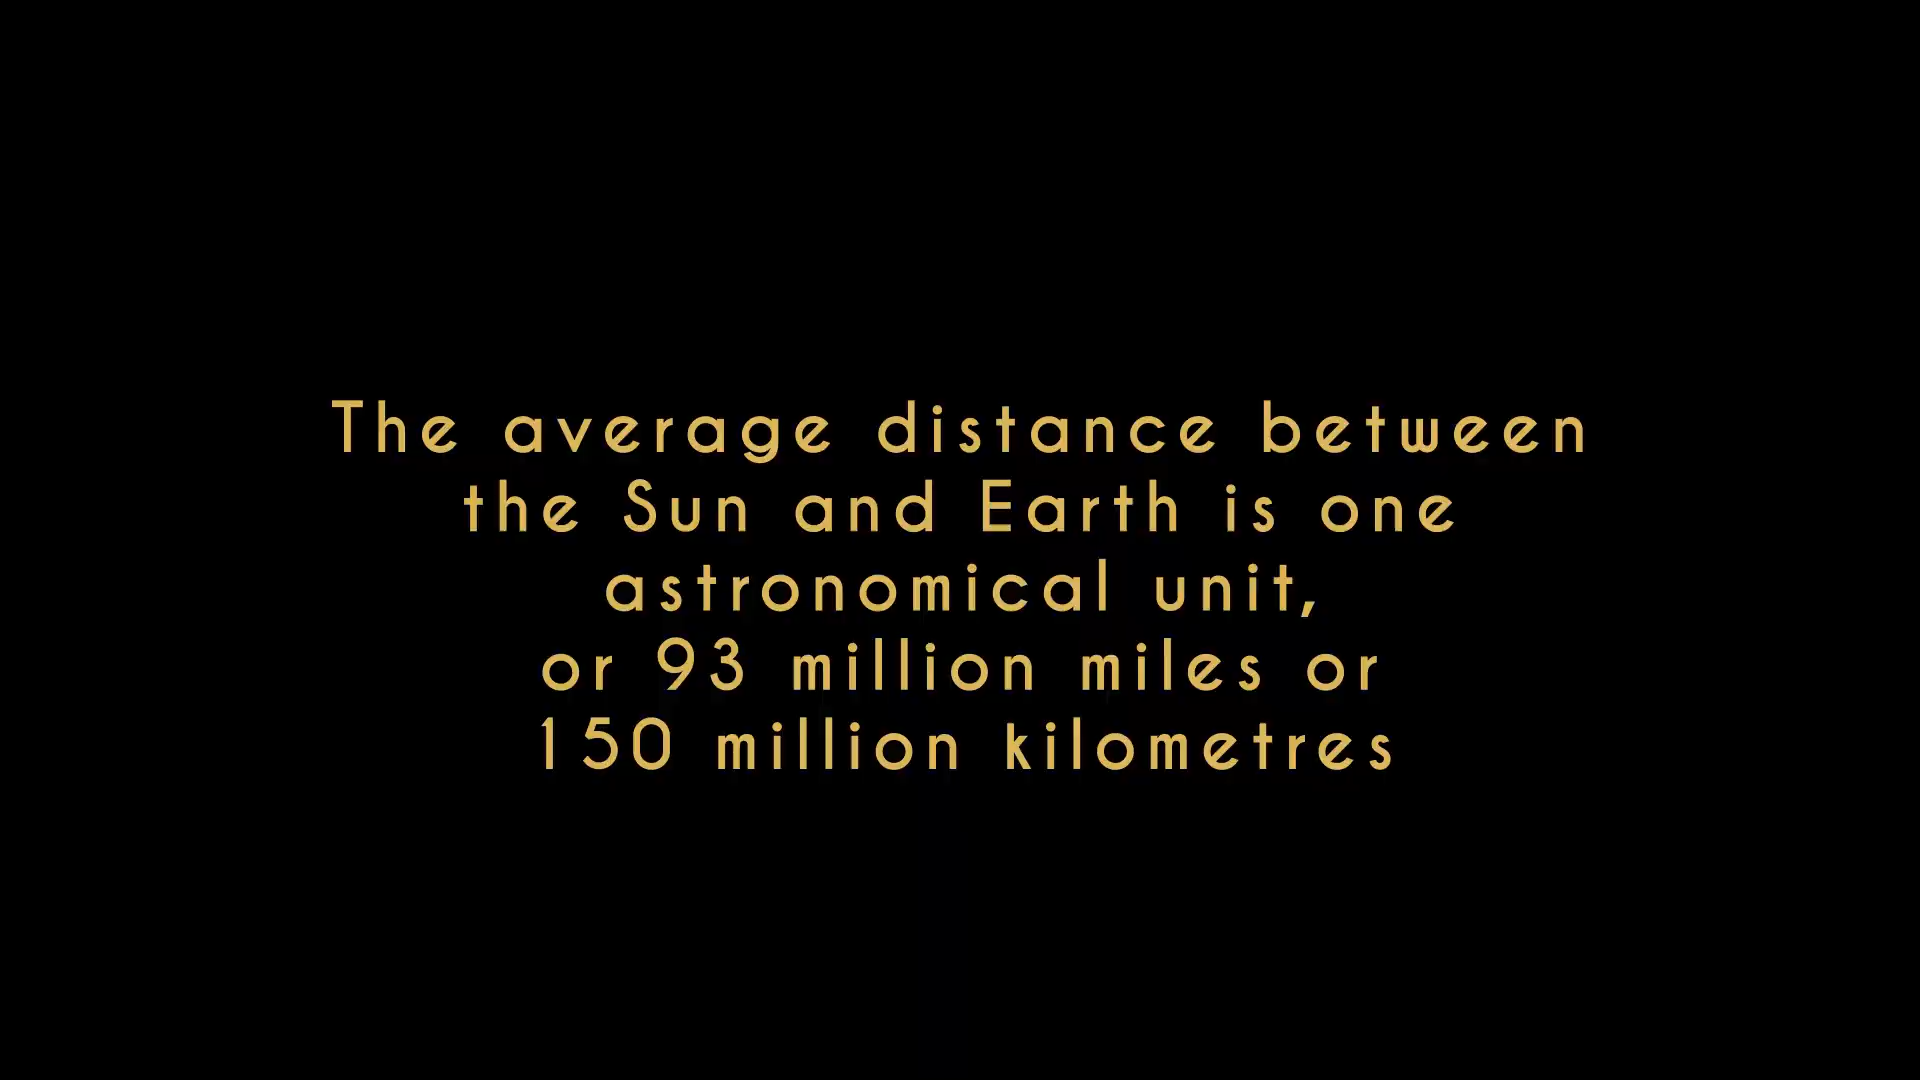 The average distance between
the Sun and Earth is one
astronomical unit,
or 93 million miles or
150 million kilometres